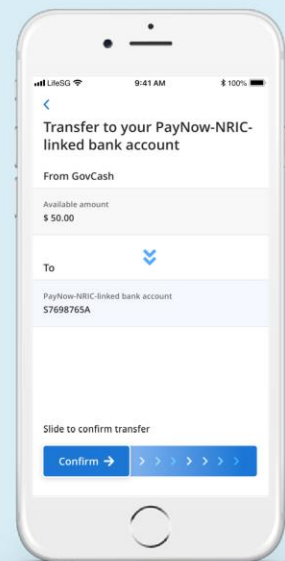 LifeSG 9:41 AM 100%
Transfer to your PayNow-NRIC-
linked bank account
From GovCash
Available amount
$ 50.00
To
PayNow-NRIC-linked bank account
S7698765A
Slide to confirm transfer
Confirm →